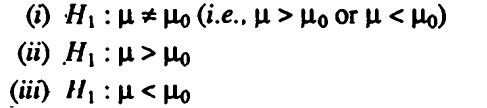 (i) H₁ : μ ≠ μ₀ (i.e., μ > μ₀ or μ < μ₀)
(ii) H₁ : μ > μ₀
(iii) H₁ : μ < μ₀